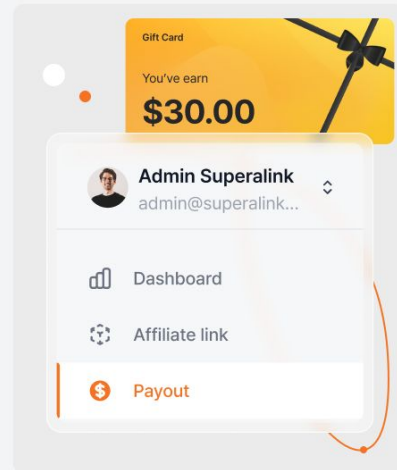 Gift Card
You've earn
$30.00
Admin Superalink
admin@superalink...
Dashboard
Affiliate link
Payout